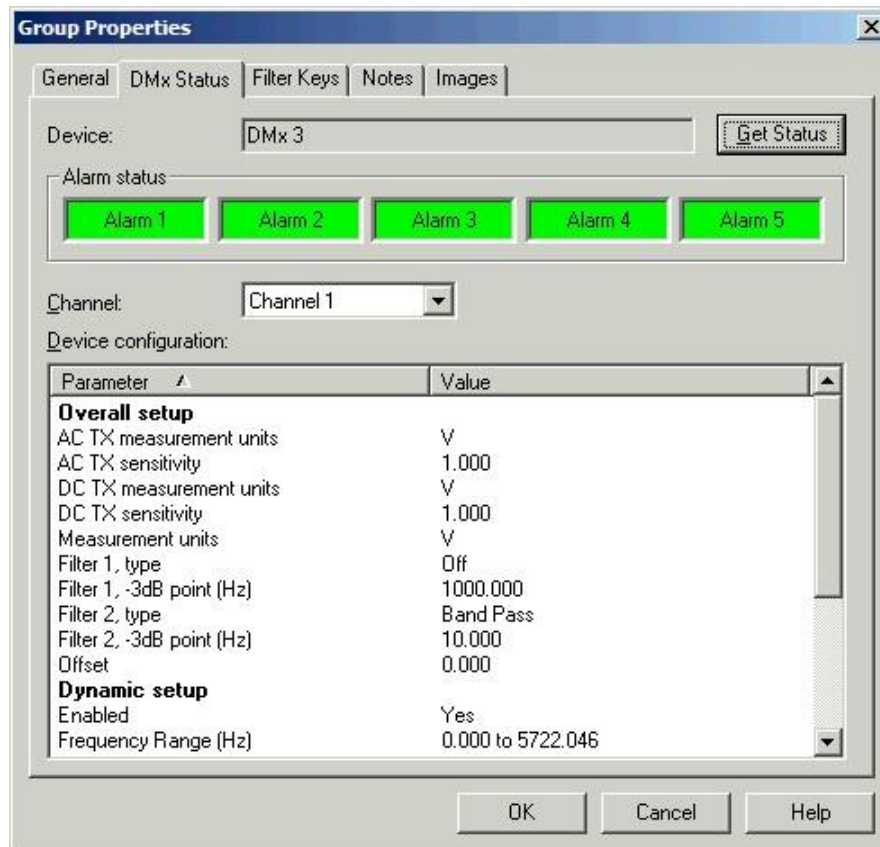 Group Properties
General DMx Status Filter Keys Notes Images
Device: DMx 3 Get Status
Alarm status
Alarm 1 Alarm 2 Alarm 3 Alarm 4 Alarm 5
Channel: Channel 1
Device configuration:
Parameter Value
Overall setup
AC TX measurement units V
AC TX sensitivity 1.000
DC TX measurement units V
DC TX sensitivity 1.000
Measurement units V
Filter 1, type Off
Filter 1, -3dB point (Hz) 1000.000
Filter 2, type Band Pass
Filter 2, -3dB point (Hz) 10.000
Offset 0.000
Dynamic setup
Enabled Yes
Frequency Range (Hz) 0.000 to 5722.046
OK Cancel Help